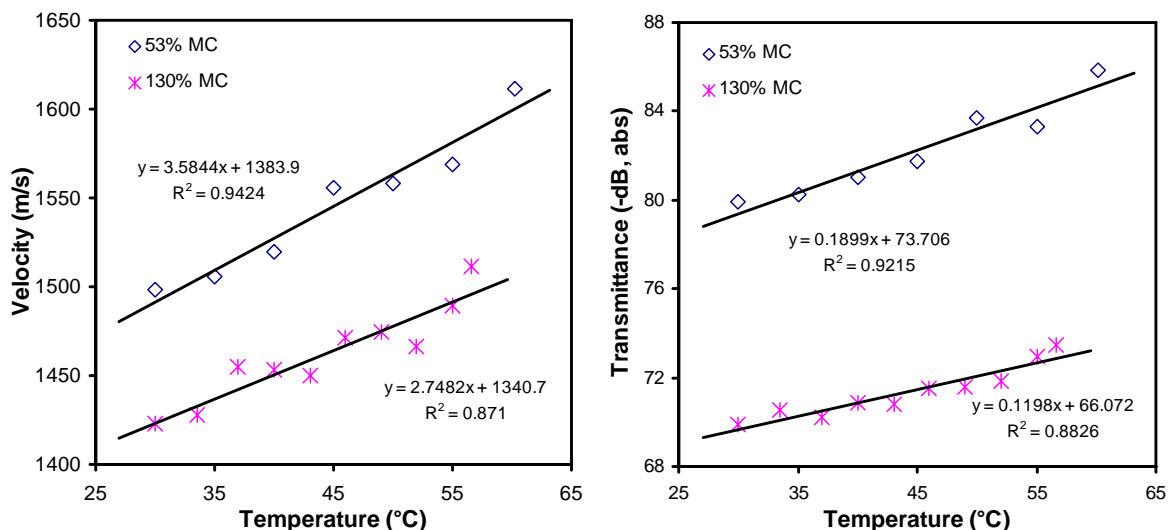 1650
1600
1550
1500
1450
1400
25 35 45 55 65
Velocity (m/s)
Temperature (°C)
53% MC
130% MC
y = 3.5844x + 1383.9
R² = 0.9424
y = 2.7482x + 1340.7
R² = 0.871
88
84
80
76
72
68
25 35 45 55 65
Transmittance (-dB, abs)
Temperature (°C)
53% MC
130% MC
y = 0.1899x + 73.706
R² = 0.9215
y = 0.1198x + 66.072
R² = 0.8826